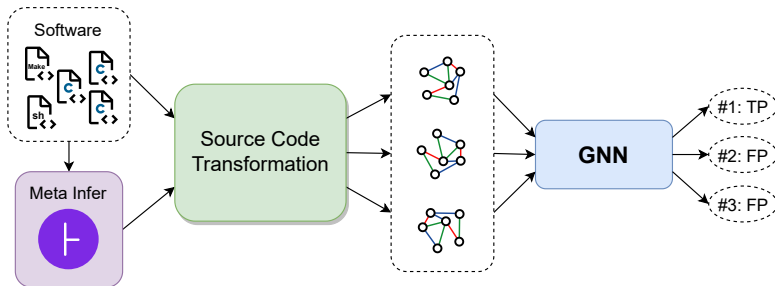 Software
Make
C
C
sh
C
Meta Infer
Source Code
Transformation
GNN
#1: TP
#2: FP
#3: FP